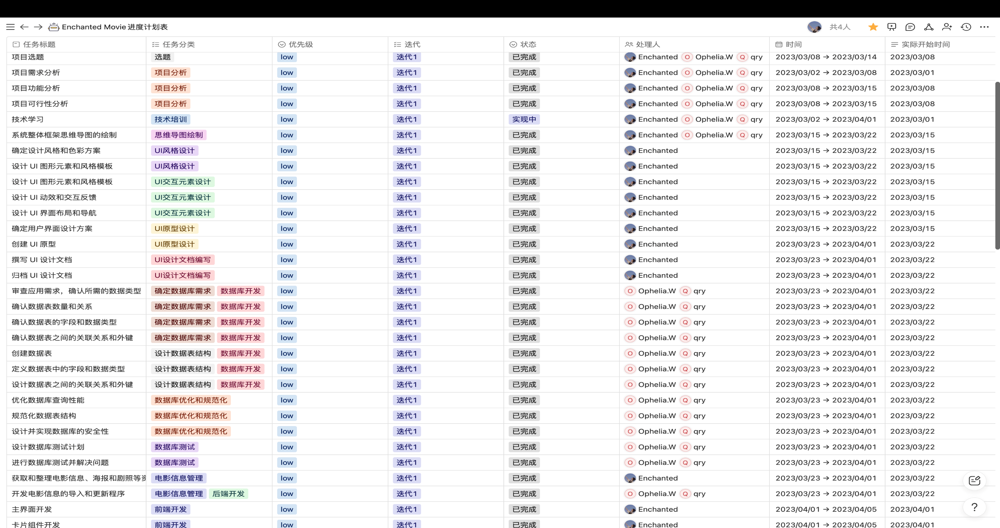 Enchanted Movie 进度计划表 共4人
任务标题 任务分类 优先级 迭代 状态 处理人 时间 实际开始时间
项目选题 选题 low 迭代1 已完成 Enchanted O Ophelia.W Q qry 2023/03/08 → 2023/03/14 2023/03/08
项目需求分析 项目分析 low 迭代1 已完成 Enchanted O Ophelia.W Q qry 2023/03/02 → 2023/03/08 2023/03/01
项目功能分析 项目分析 low 迭代1 已完成 Enchanted O Ophelia.W Q qry 2023/03/08 → 2023/03/15 2023/03/08
项目可行性分析 项目分析 low 迭代1 已完成 Enchanted O Ophelia.W Q qry 2023/03/08 → 2023/03/15 2023/03/08
技术学习 技术培训 low 迭代1 实现中 Enchanted O Ophelia.W Q qry 2023/03/02 → 2023/04/01 2023/03/01
系统整体框架思维导图的绘制 思维导图绘制 low 迭代1 已完成 Enchanted O Ophelia.W Q qry 2023/03/15 → 2023/03/22 2023/03/15
确定设计风格和色彩方案 UI风格设计 low 迭代1 已完成 Enchanted 2023/03/15 → 2023/03/22 2023/03/15
设计 UI 图形元素和风格模板 UI风格设计 low 迭代1 已完成 Enchanted 2023/03/15 → 2023/03/22 2023/03/15
设计 UI 图形元素和风格模板 UI交互元素设计 low 迭代1 已完成 Enchanted 2023/03/15 → 2023/03/22 2023/03/15
设计 UI 动效和交互反馈 UI交互元素设计 low 迭代1 已完成 Enchanted 2023/03/15 → 2023/03/22 2023/03/15
设计 UI 界面布局和导航 UI交互元素设计 low 迭代1 已完成 Enchanted 2023/03/15 → 2023/03/22 2023/03/15
确定用户界面设计方案 UI原型设计 low 迭代1 已完成 Enchanted 2023/03/15 → 2023/03/22 2023/03/15
创建 UI 原型 UI原型设计 low 迭代1 已完成 Enchanted 2023/03/23 → 2023/04/01 2023/03/22
撰写 UI 设计文档 UI设计文档编写 low 迭代1 已完成 Enchanted 2023/03/23 → 2023/04/01 2023/03/22
归档 UI 设计文档 UI设计文档编写 low 迭代1 已完成 Enchanted 2023/03/23 → 2023/04/01 2023/03/22
审查应用需求，确认所需的数据类型 确定数据库需求 数据库开发 low 迭代1 已完成 O Ophelia.W Q qry 2023/03/23 → 2023/04/01 2023/03/22
确认数据表数量和关系 确定数据库需求 数据库开发 low 迭代1 已完成 O Ophelia.W Q qry 2023/03/23 → 2023/04/01 2023/03/22
确认数据表的字段和数据类型 确定数据库需求 数据库开发 low 迭代1 已完成 O Ophelia.W Q qry 2023/03/23 → 2023/04/01 2023/03/22
确认数据表之间的关联关系和外键 确定数据库需求 数据库开发 low 迭代1 已完成 O Ophelia.W Q qry 2023/03/23 → 2023/04/01 2023/03/22
创建数据表 设计数据表结构 数据库开发 low 迭代1 已完成 O Ophelia.W Q qry 2023/03/23 → 2023/04/01 2023/03/22
定义数据表中的字段和数据类型 设计数据表结构 数据库开发 low 迭代1 已完成 O Ophelia.W Q qry 2023/03/23 → 2023/04/01 2023/03/22
设计数据表之间的关联关系和外键 设计数据表结构 数据库开发 low 迭代1 已完成 O Ophelia.W Q qry 2023/03/23 → 2023/04/01 2023/03/22
优化数据库查询性能 数据库优化和规范化 low 迭代1 已完成 O Ophelia.W Q qry 2023/03/23 → 2023/04/01 2023/03/22
规范化数据表结构 数据库优化和规范化 low 迭代1 已完成 O Ophelia.W Q qry 2023/03/23 → 2023/04/01 2023/03/22
设计并实现数据库的安全性 数据库优化和规范化 low 迭代1 已完成 O Ophelia.W Q qry 2023/03/23 → 2023/04/01 2023/03/22
设计数据库测试计划 数据库测试 low 迭代1 已完成 O Ophelia.W Q qry 2023/03/23 → 2023/04/01 2023/03/22
进行数据库测试并解决问题 数据库测试 low 迭代1 已完成 O Ophelia.W Q qry 2023/03/23 → 2023/04/01 2023/03/22
获取和整理电影信息、海报和剧照等资 电影信息管理 low 迭代1 已完成 Enchanted 2023/03/23 → 2023/04/01 2023/03/22
开发电影信息的导入和更新程序 电影信息管理 后端开发 low 迭代1 已完成 O Ophelia.W Q qry 2023/03/23 → 2023/04/01 2023/03/22
主界面开发 前端开发 low 迭代1 已完成 Enchanted 2023/04/01 → 2023/04/05 2023/04/01
卡片组件开发 前端开发 low 迭代1 已完成 Enchanted 2023/04/01 → 2023/04/05 2023/04/01